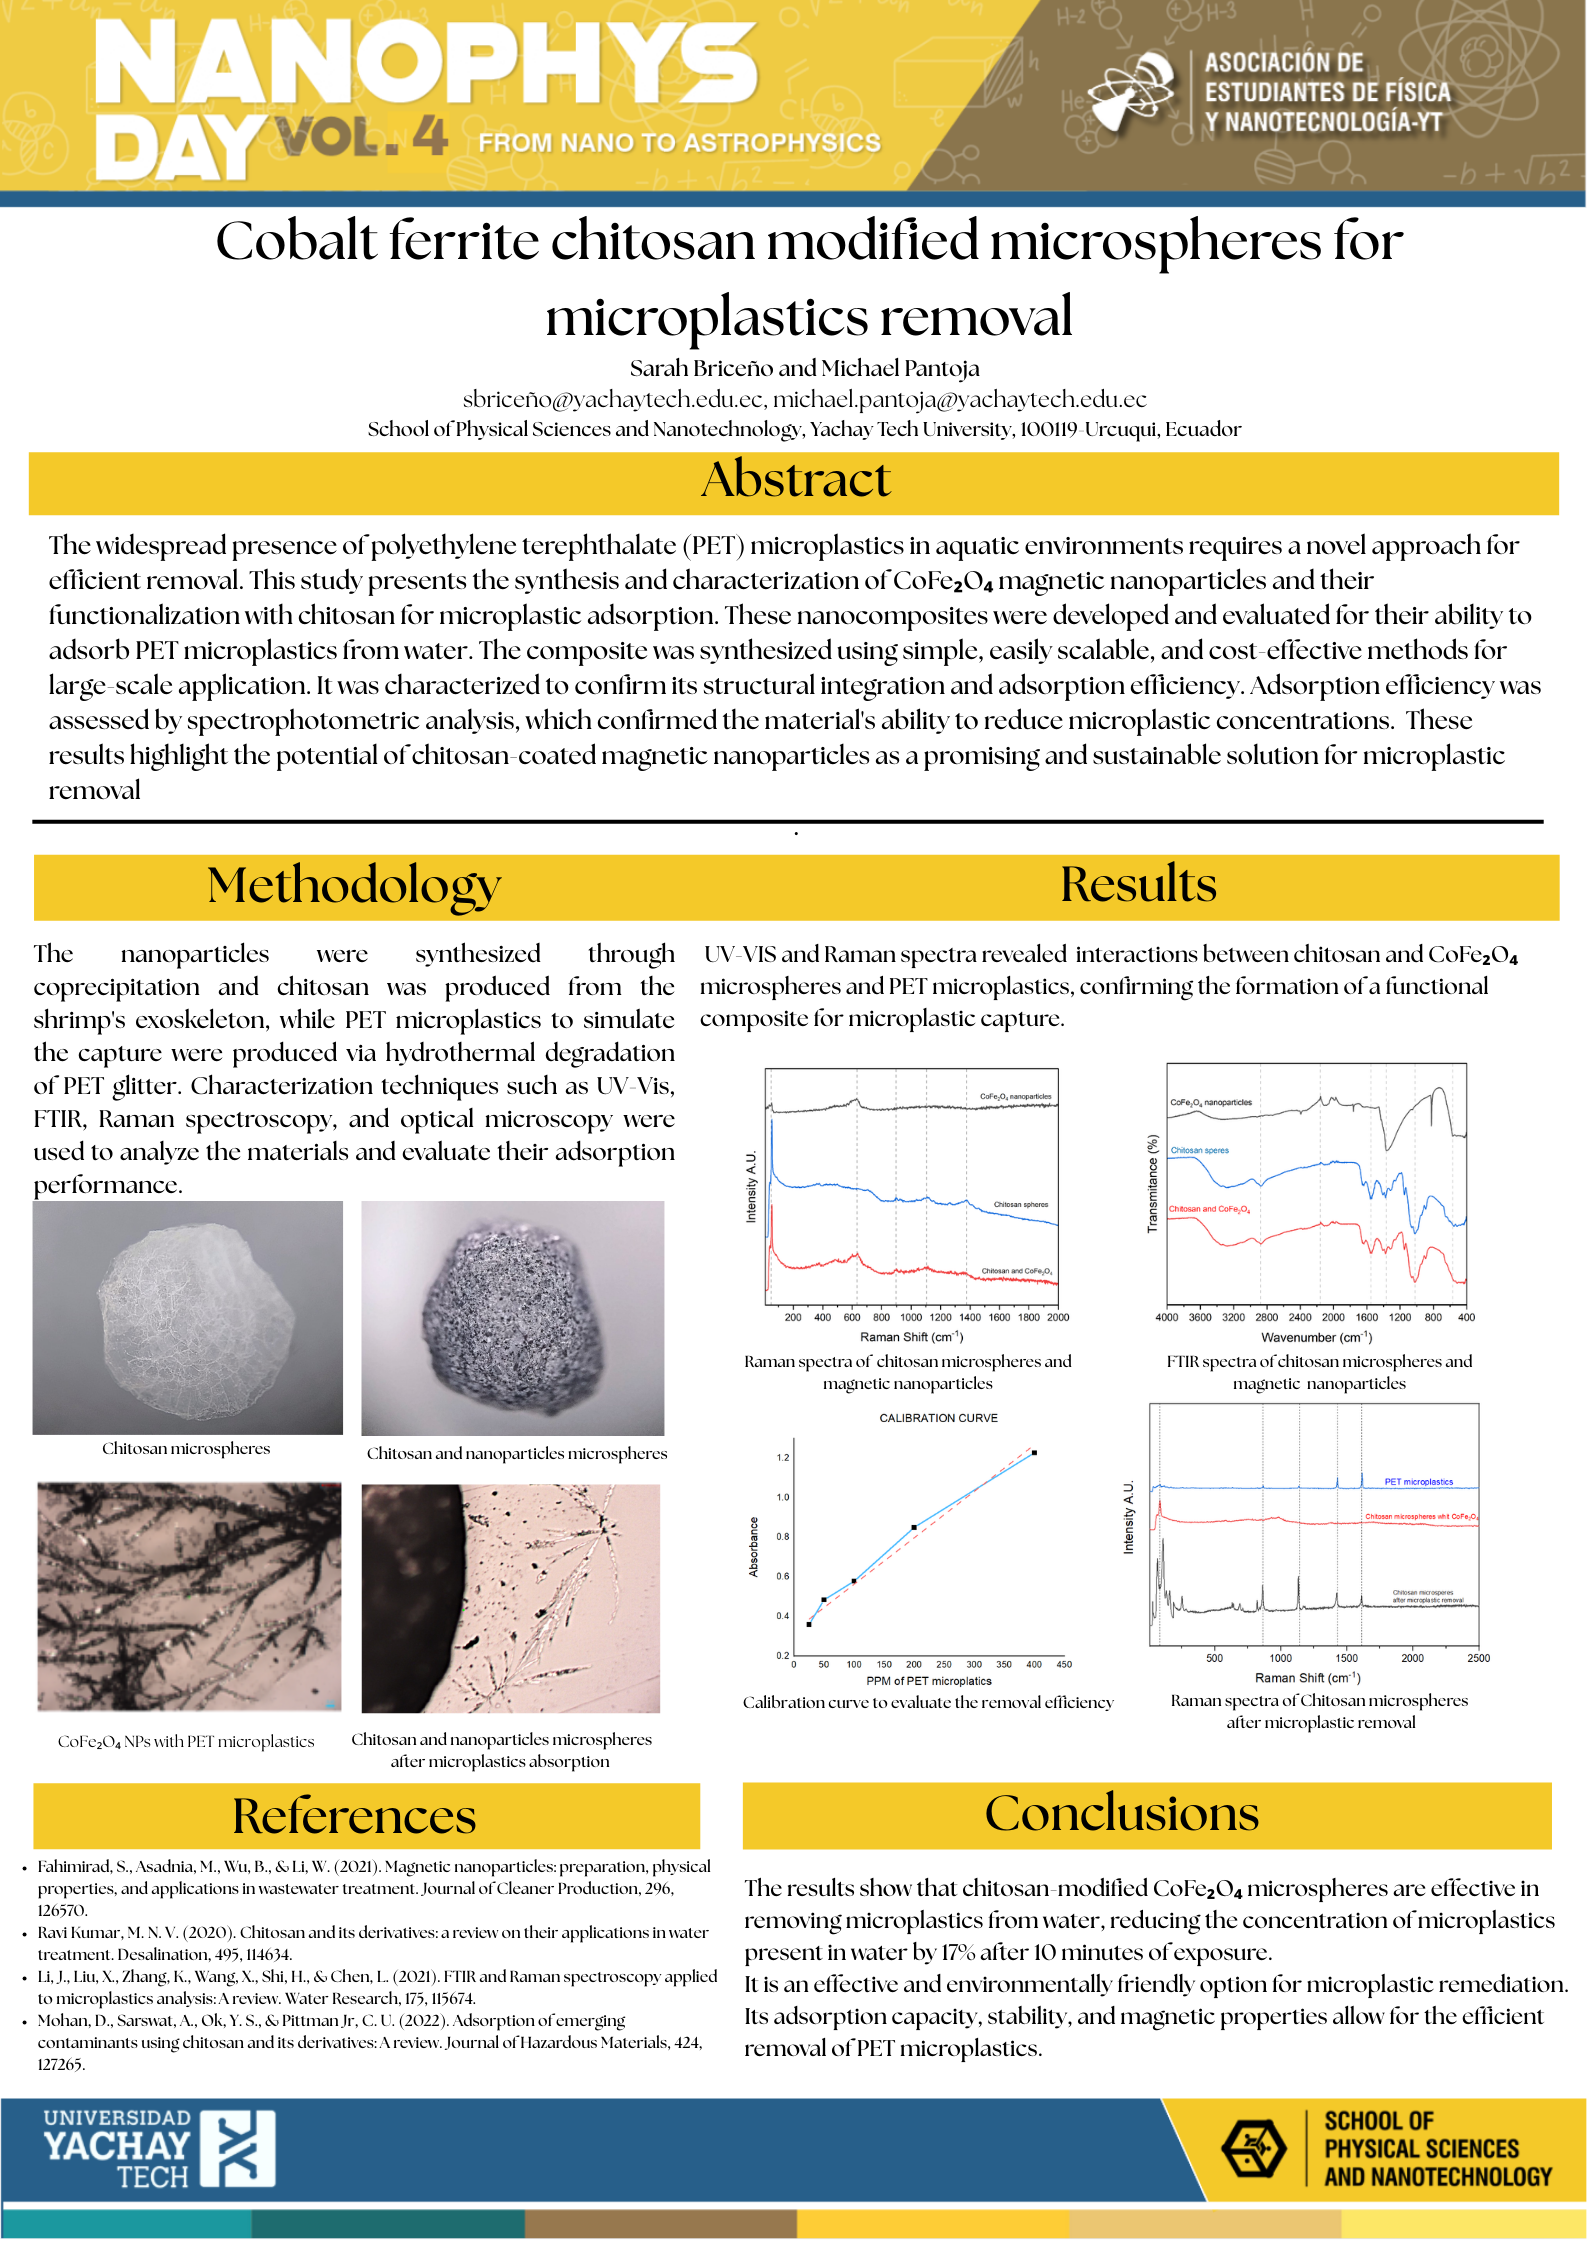 NANOPHYS
DAY VOL. 4 FROM NANO TO ASTROPHYSICS
ASOCIACIÓN DE
ESTUDIANTES DE FÍSICA
Y NANOTECNOLOGÍA-YT
Cobalt ferrite chitosan modified microspheres for
microplastics removal
Sarah Briceño and Michael Pantoja
sbriceño@yachaytech.edu.ec, michael.pantoja@yachaytech.edu.ec
School of Physical Sciences and Nanotechnology, Yachay Tech University, 100119-Urcuqui, Ecuador
Abstract
The widespread presence of polyethylene terephthalate (PET) microplastics in aquatic environments requires a novel approach for
efficient removal. This study presents the synthesis and characterization of CoFe₂O₄ magnetic nanoparticles and their
functionalization with chitosan for microplastic adsorption. These nanocomposites were developed and evaluated for their ability to
adsorb PET microplastics from water. The composite was synthesized using simple, easily scalable, and cost-effective methods for
large-scale application. It was characterized to confirm its structural integration and adsorption efficiency. Adsorption efficiency was
assessed by spectrophotometric analysis, which confirmed the material's ability to reduce microplastic concentrations. These
results highlight the potential of chitosan-coated magnetic nanoparticles as a promising and sustainable solution for microplastic
removal
.
Methodology
The nanoparticles were synthesized through
coprecipitation and chitosan was produced from the
shrimp's exoskeleton, while PET microplastics to simulate
the capture were produced via hydrothermal degradation
of PET glitter. Characterization techniques such as UV-Vis,
FTIR, Raman spectroscopy, and optical microscopy were
used to analyze the materials and evaluate their adsorption
performance.
Chitosan microspheres
Chitosan and nanoparticles microspheres
CoFe₂O₄ NPs with PET microplastics
Chitosan and nanoparticles microspheres
after microplastics absorption
Results
UV-VIS and Raman spectra revealed interactions between chitosan and CoFe₂O₄
microspheres and PET microplastics, confirming the formation of a functional
composite for microplastic capture.
CoFe₂O₄ nanoparticles
Chitosan spheres
Chitosan and CoFe₂O₄
Intensity A.U.
200 400 600 800 1000 1200 1400 1600 1800 2000
Raman Shift (cm⁻¹)
Raman spectra of chitosan microspheres and
magnetic nanoparticles
CoFe₂O₄ nanoparticles
Chitosan speres
Chitosan and CoFe₂O₄
Transmitance (%)
4000 3600 3200 2800 2400 2000 1600 1200 800 400
Wavenumber (cm⁻¹)
FTIR spectra of chitosan microspheres and
magnetic nanoparticles
CALIBRATION CURVE
Absorbance
1.2
1.0
0.8
0.6
0.4
0.2
0 50 100 150 200 250 300 350 400 450
PPM of PET microplatics
Calibration curve to evaluate the removal efficiency
PET microplastics
Chitosan microspheres whit CoFe₂O₄
Chitosan microsperes
after microplastic removal
Intensity A.U.
500 1000 1500 2000 2500
Raman Shift (cm⁻¹)
Raman spectra of Chitosan microspheres
after microplastic removal
References
• Fahimirad, S., Asadnia, M., Wu, B., & Li, W. (2021). Magnetic nanoparticles: preparation, physical
properties, and applications in wastewater treatment. Journal of Cleaner Production, 296,
126570.
• Ravi Kumar, M. N. V. (2020). Chitosan and its derivatives: a review on their applications in water
treatment. Desalination, 495, 114634.
• Li, J., Liu, X., Zhang, K., Wang, X., Shi, H., & Chen, L. (2021). FTIR and Raman spectroscopy applied
to microplastics analysis: A review. Water Research, 175, 115674.
• Mohan, D., Sarswat, A., Ok, Y. S., & Pittman Jr, C. U. (2022). Adsorption of emerging
contaminants using chitosan and its derivatives: A review. Journal of Hazardous Materials, 424,
127265.
Conclusions
The results show that chitosan-modified CoFe₂O₄ microspheres are effective in
removing microplastics from water, reducing the concentration of microplastics
present in water by 17% after 10 minutes of exposure.
It is an effective and environmentally friendly option for microplastic remediation.
Its adsorption capacity, stability, and magnetic properties allow for the efficient
removal of PET microplastics.
UNIVERSIDAD
YACHAY
TECH
SCHOOL OF
PHYSICAL SCIENCES
AND NANOTECHNOLOGY